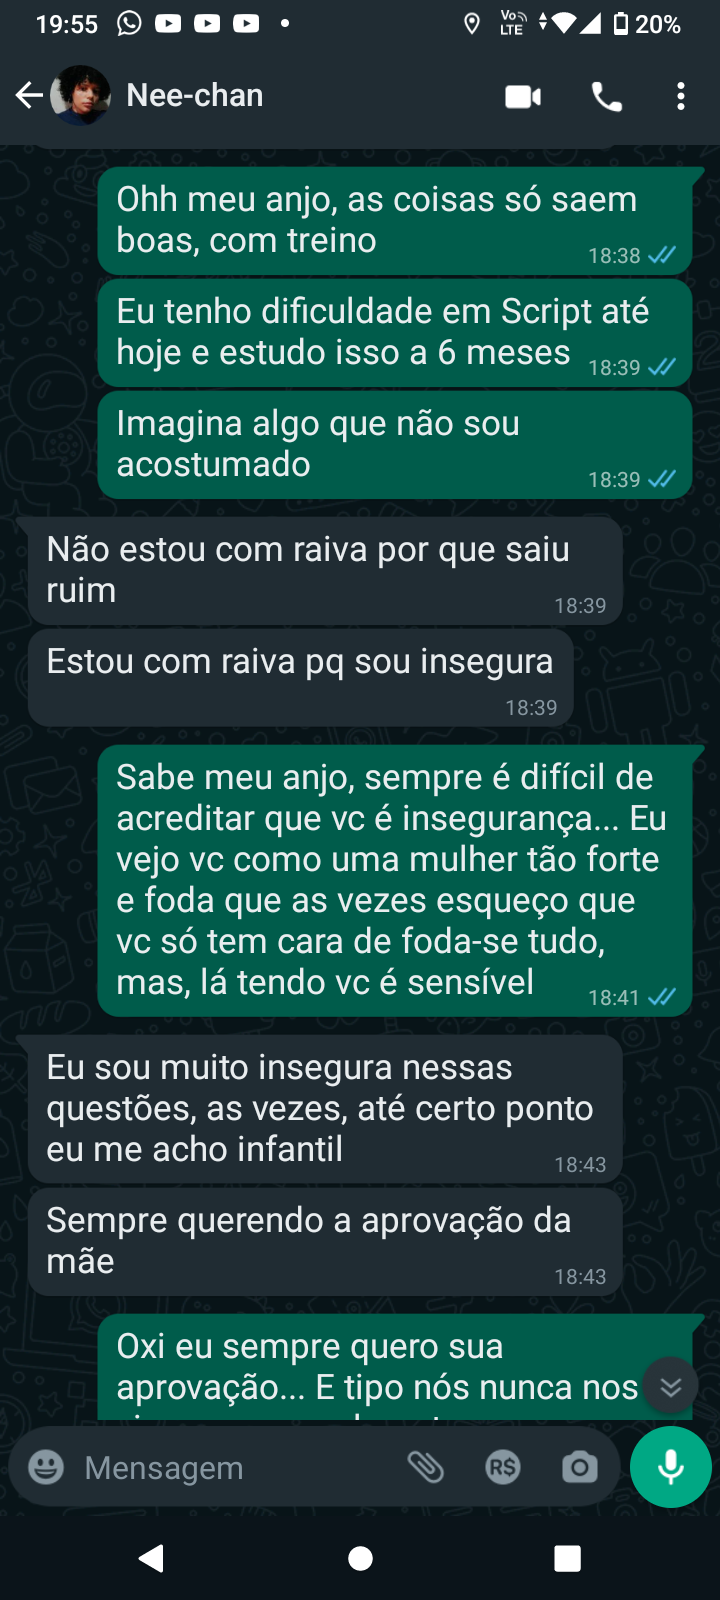 19:55
Vo
LTE
20%
Nee-chan
Ohh meu anjo, as coisas só saem
boas, com treino
18:38
Eu tenho dificuldade em Script até
hoje e estudo isso a 6 meses
18:39
Imagina algo que não sou
acostumado
18:39
Não estou com raiva por que saiu
ruim
18:39
Estou com raiva pq sou insegura
18:39
Sabe meu anjo, sempre é difícil de
acreditar que vc é insegurança... Eu
vejo vc como uma mulher tão forte
e foda que as vezes esqueço que
vc só tem cara de foda-se tudo,
mas, lá tendo vc é sensível
18:41
Eu sou muito insegura nessas
questões, as vezes, até certo ponto
eu me acho infantil
18:43
Sempre querendo a aprovação da
mãe
18:43
Oxi eu sempre quero sua
aprovação... E tipo nós nunca nos
Mensagem
R$